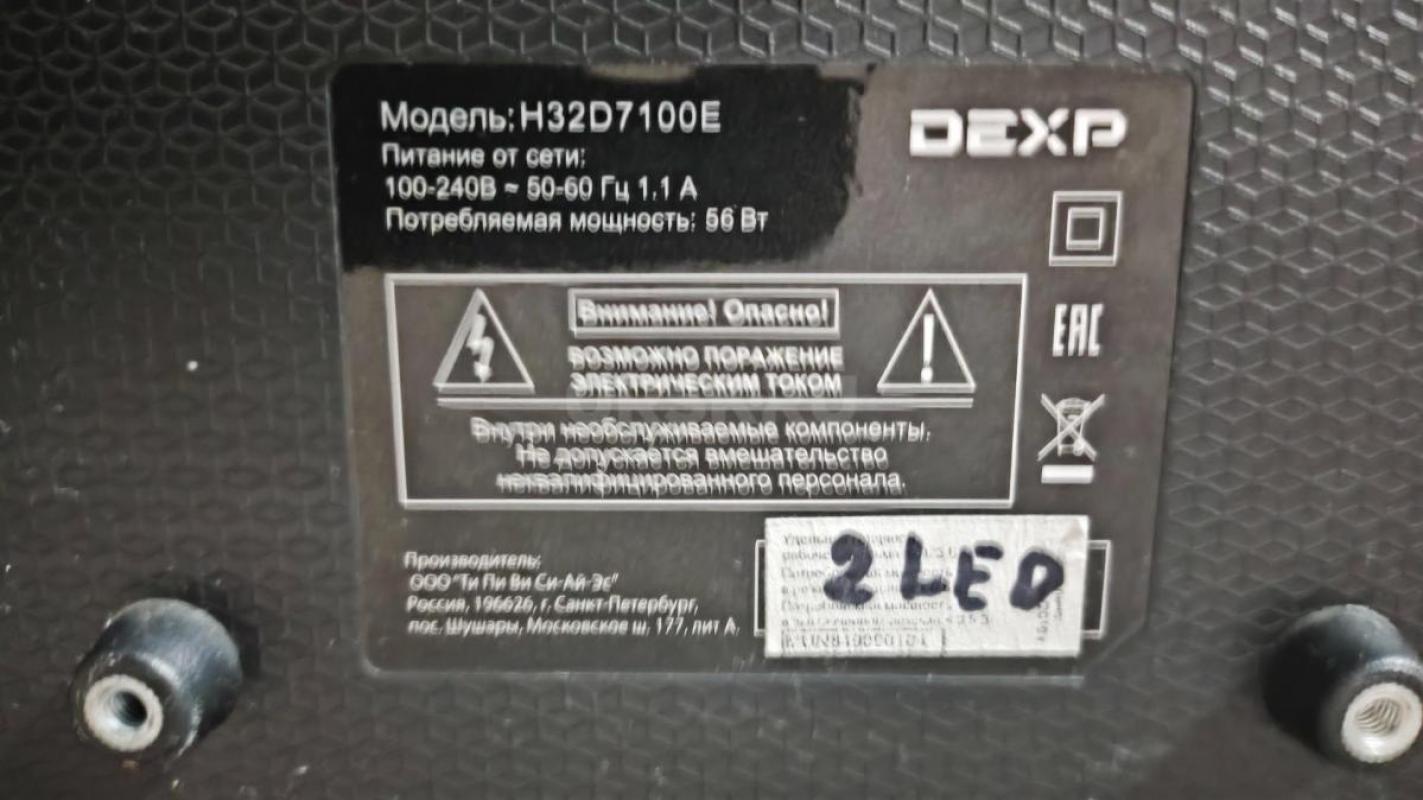 Модель: H32D7100E
DEXP
Питание от сети:
100-240В ~ 50-60 Гц 1.1 А
Потребляемая мощность: 56 Вт
Внимание! Опасно!
ВОЗМОЖНО ПОРАЖЕНИЕ
ЭЛЕКТРИЧЕСКИМ ТОКОМ
EAC
Внутри необслуживаемые компоненты.
Не допускается вмешательство
неквалифицированного персонала.
Производитель:
ООО "Ти Пи Ви Си-Ай-Эс"
Россия, 196626, г. Санкт-Петербург,
пос. Шушары, Московское ш. 177, лит А.
2 LED